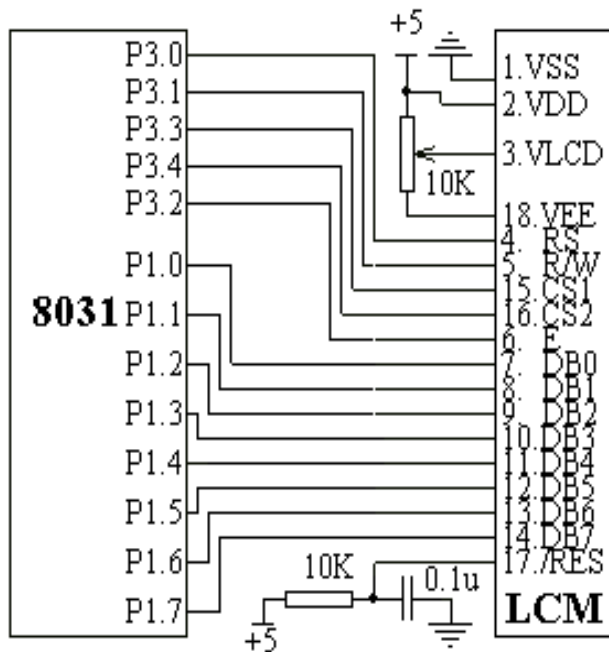 +5
P3.0
P3.1
P3.3
P3.4
P3.2
P1.0
8031
P1.1
P1.2
P1.3
P1.4
P1.5
P1.6
P1.7
10K
1.VSS
2.VDD
3.VLCD
18.VEE
4. RS
5. R/W
15.CS1
16.CS2
6. E
7. DB0
8. DB1
9. DB2
10.DB3
11.DB4
12.DB5
13.DB6
14.DB7
17./RES
LCM
10K
0.1u
+5